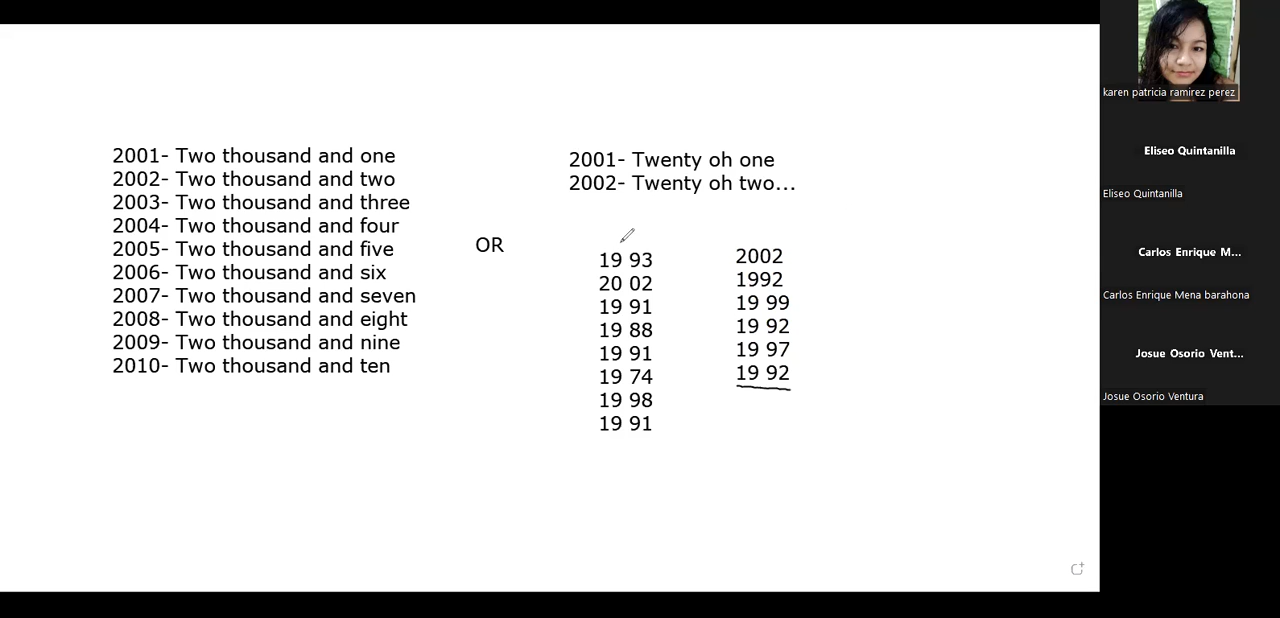 2001- Two thousand and one
2002- Two thousand and two
2003- Two thousand and three
2004- Two thousand and four
2005- Two thousand and five
2006- Two thousand and six
2007- Two thousand and seven
2008- Two thousand and eight
2009- Two thousand and nine
2010- Two thousand and ten
OR
2001- Twenty oh one
2002- Twenty oh two...
19 93
20 02
19 91
19 88
19 91
19 74
19 98
19 91
2002
1992
19 99
19 92
19 97
19 92
karen patricia ramirez perez
Eliseo Quintanilla
Eliseo Quintanilla
Carlos Enrique M...
Carlos Enrique Mena barahona
Josue Osorio Vent...
Josue Osorio Ventura